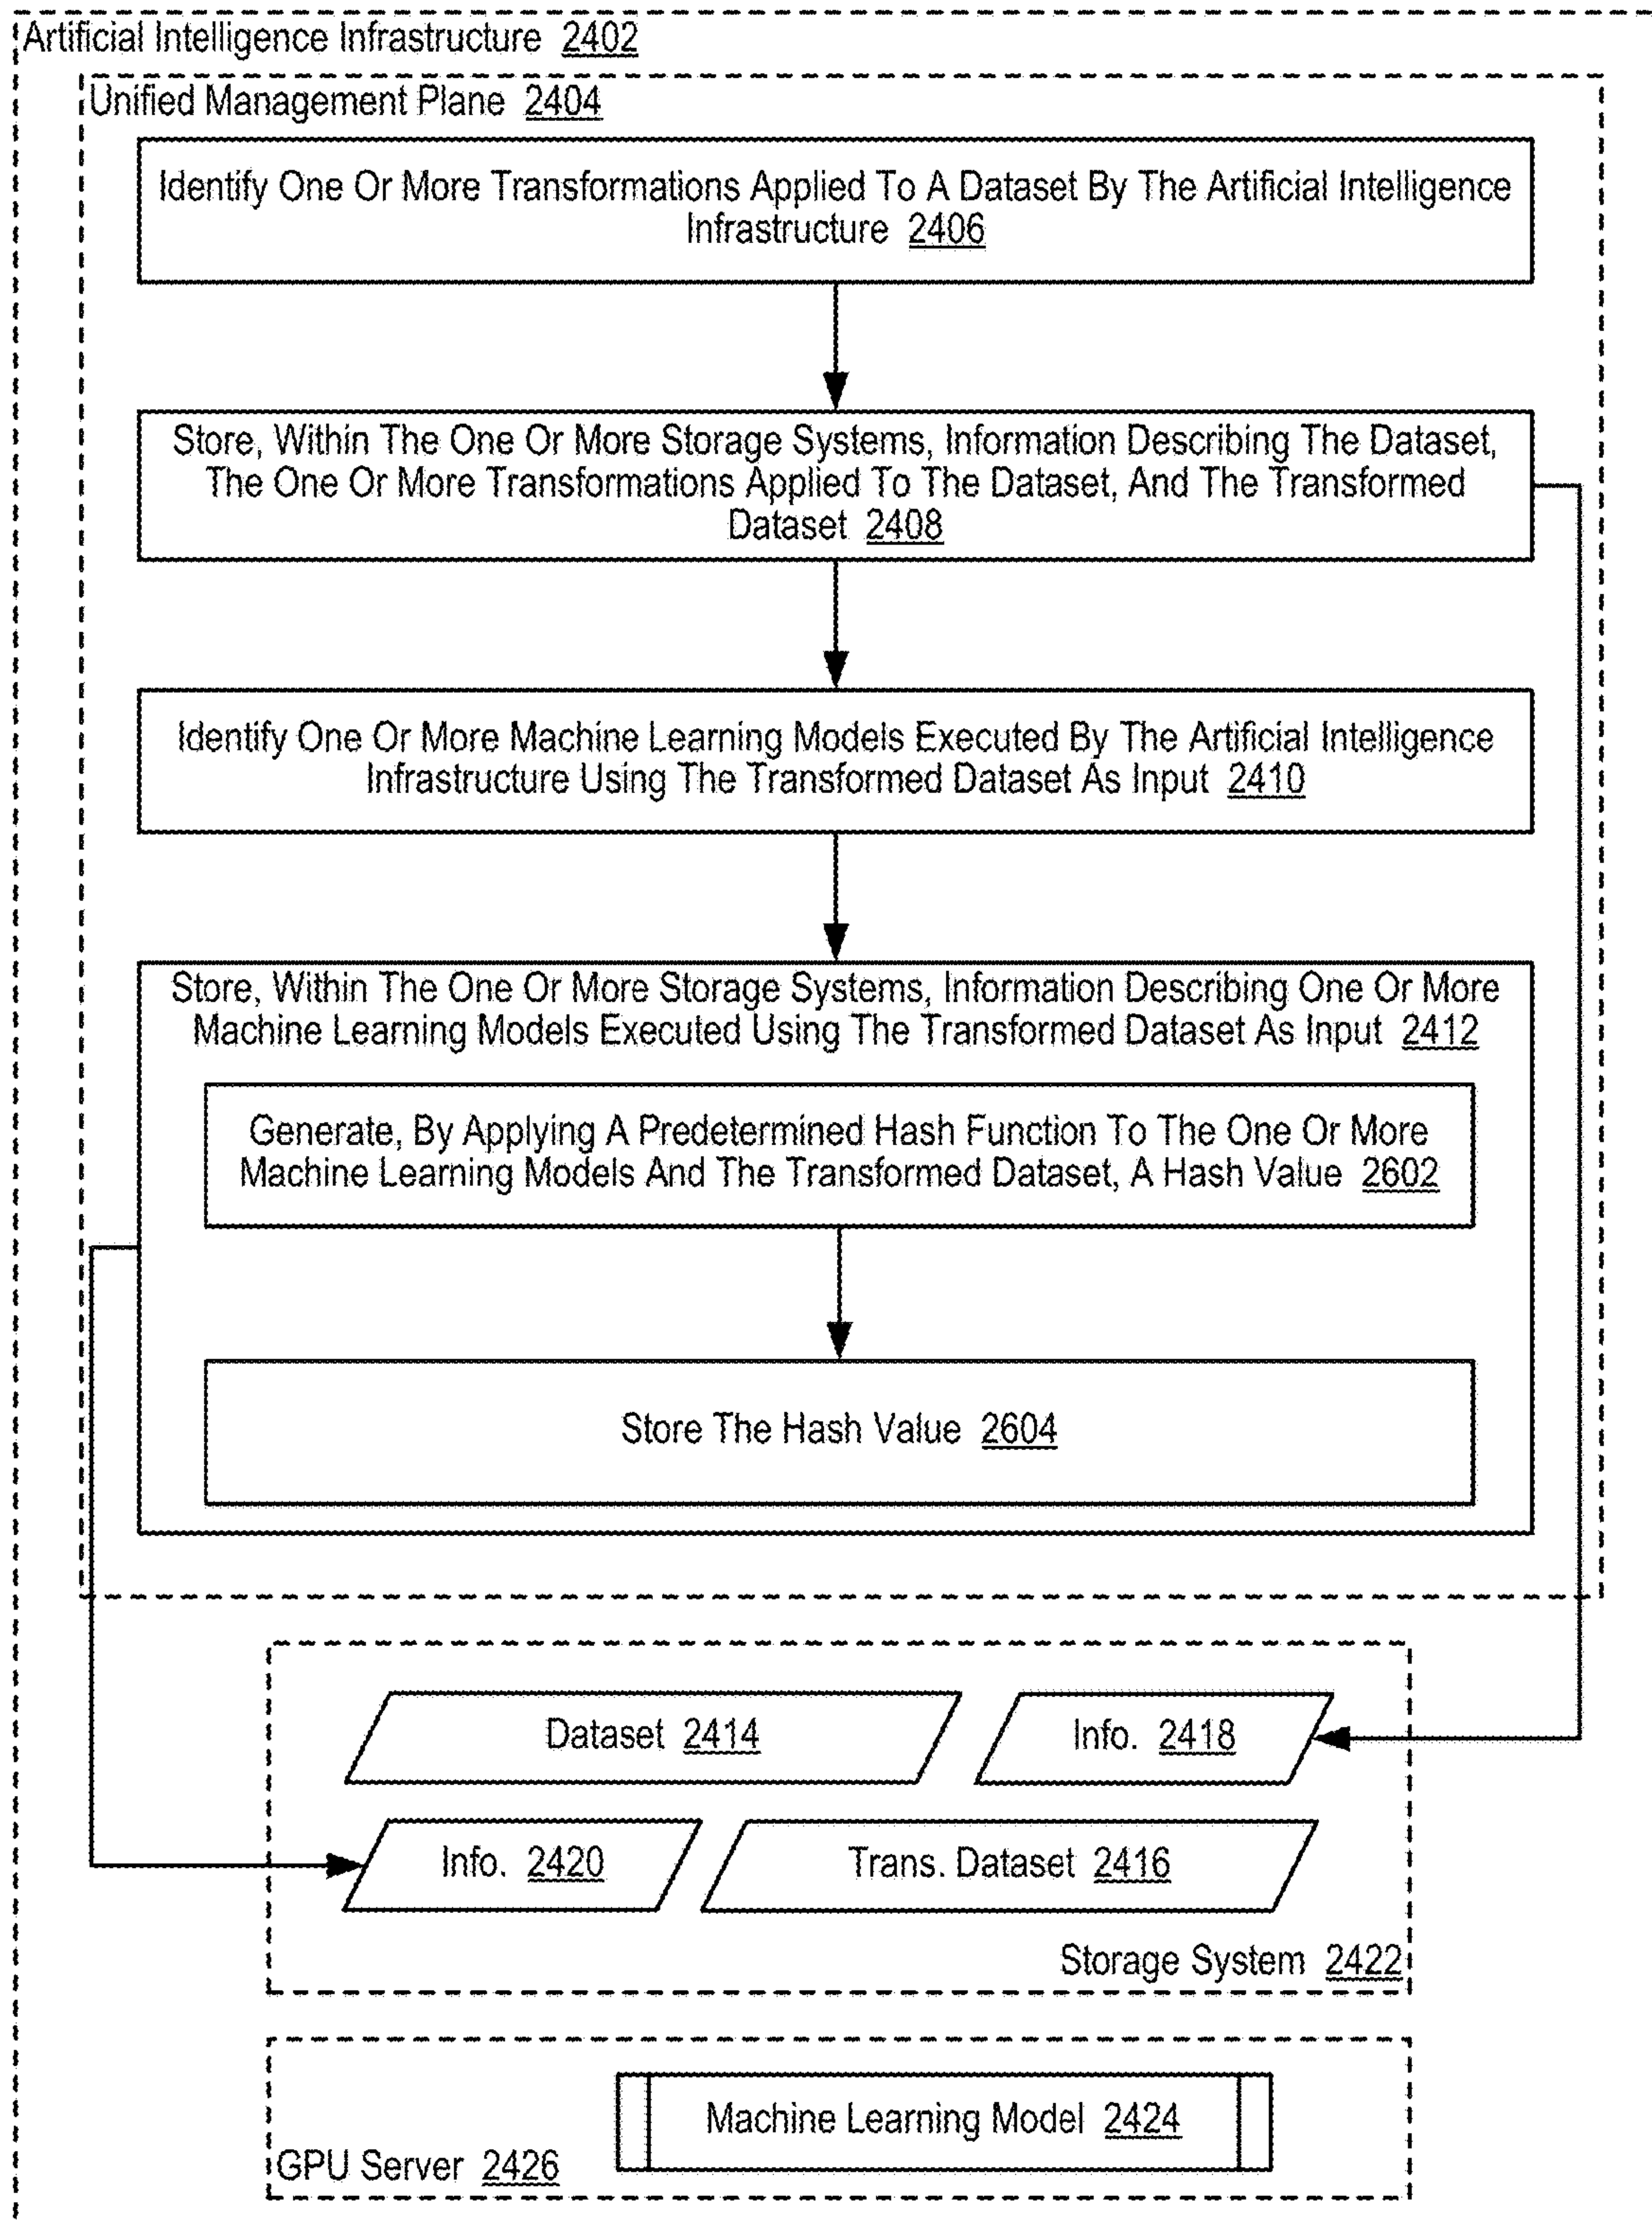 Artificial Intelligence Infrastructure 2402
Unified Management Plane 2404
Identify One Or More Transformations Applied To A Dataset By The Artificial Intelligence
Infrastructure 2406
Store, Within The One Or More Storage Systems, Information Describing The Dataset,
The One Or More Transformations Applied To The Dataset, And The Transformed
Dataset 2408
Identify One Or More Machine Learning Models Executed By The Artificial Intelligence
Infrastructure Using The Transformed Dataset As Input 2410
Store, Within The One Or More Storage Systems, Information Describing One Or More
Machine Learning Models Executed Using The Transformed Dataset As Input 2412
Generate, By Applying A Predetermined Hash Function To The One Or More
Machine Learning Models And The Transformed Dataset, A Hash Value 2602
Store The Hash Value 2604
Dataset 2414
Info. 2418
Info. 2420
Trans. Dataset 2416
Storage System 2422
Machine Learning Model 2424
GPU Server 2426